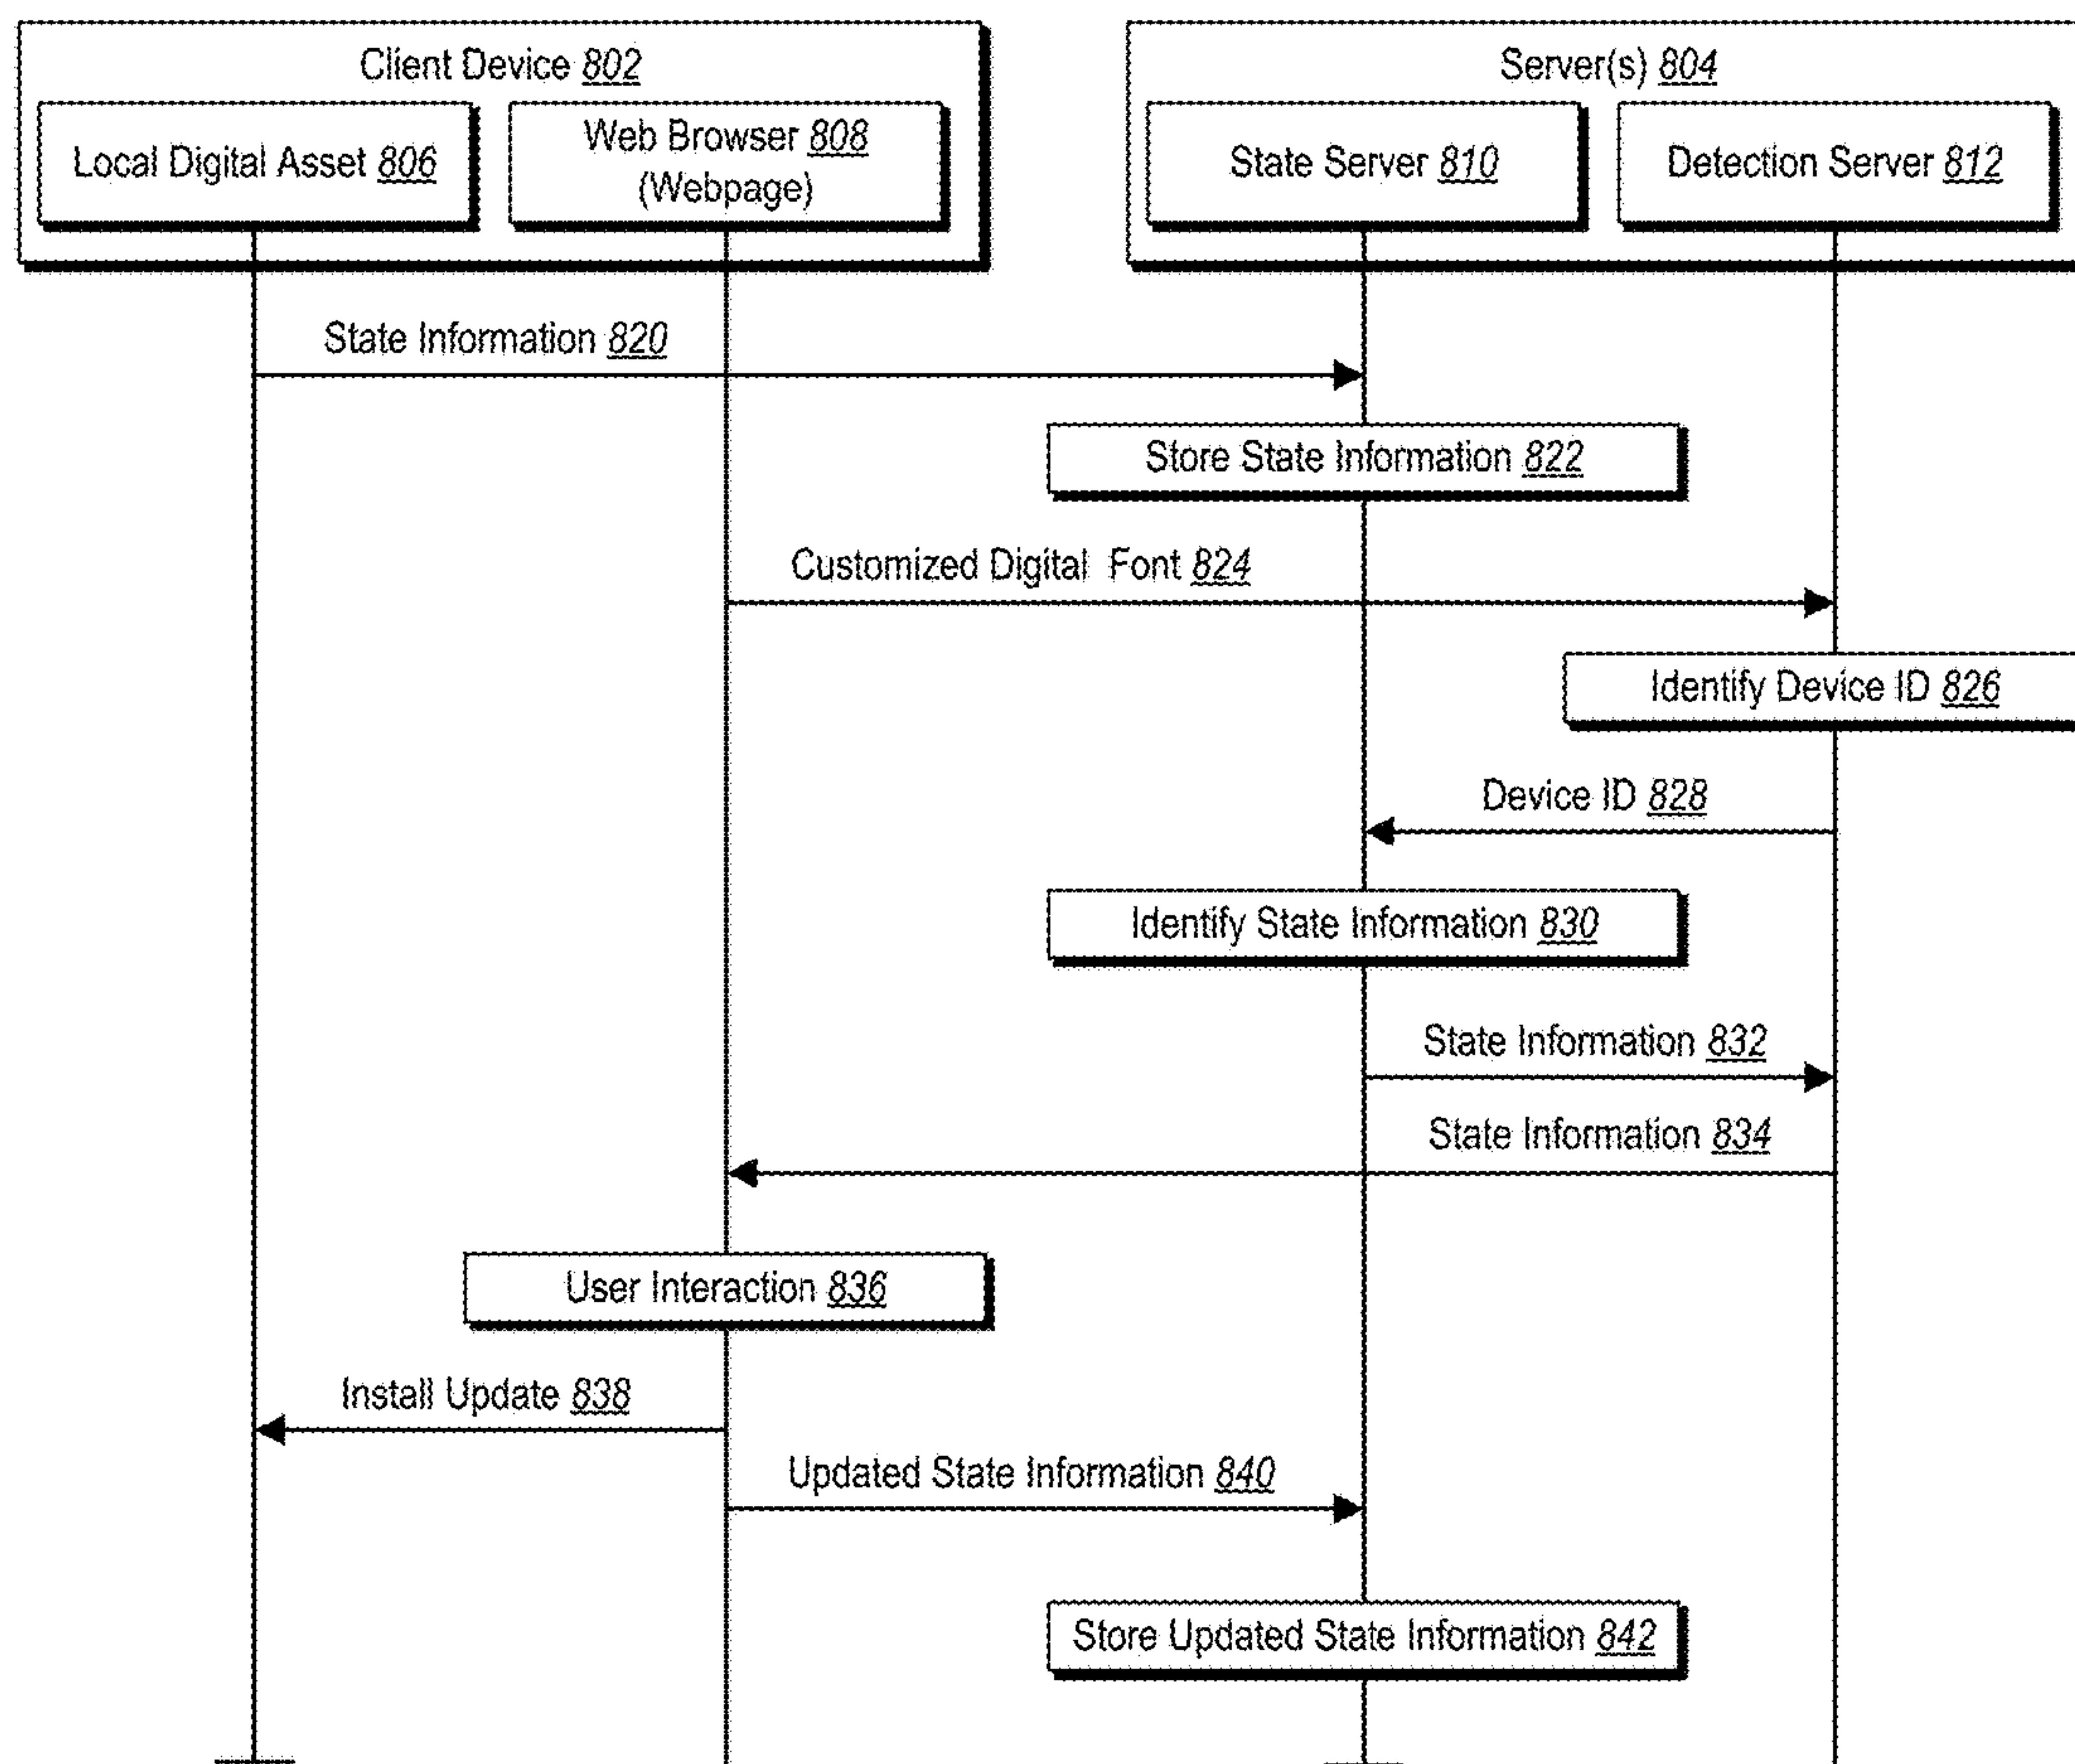 Client Device 802
Server(s) 804
Local Digital Asset 806
Web Browser 808
(Webpage)
State Server 810
Detection Server 812
State Information 820
Store State Information 822
Customized Digital Font 824
Identify Device ID 826
Device ID 828
Identify State Information 830
State Information 832
State Information 834
User Interaction 836
Install Update 838
Updated State Information 840
Store Updated State Information 842